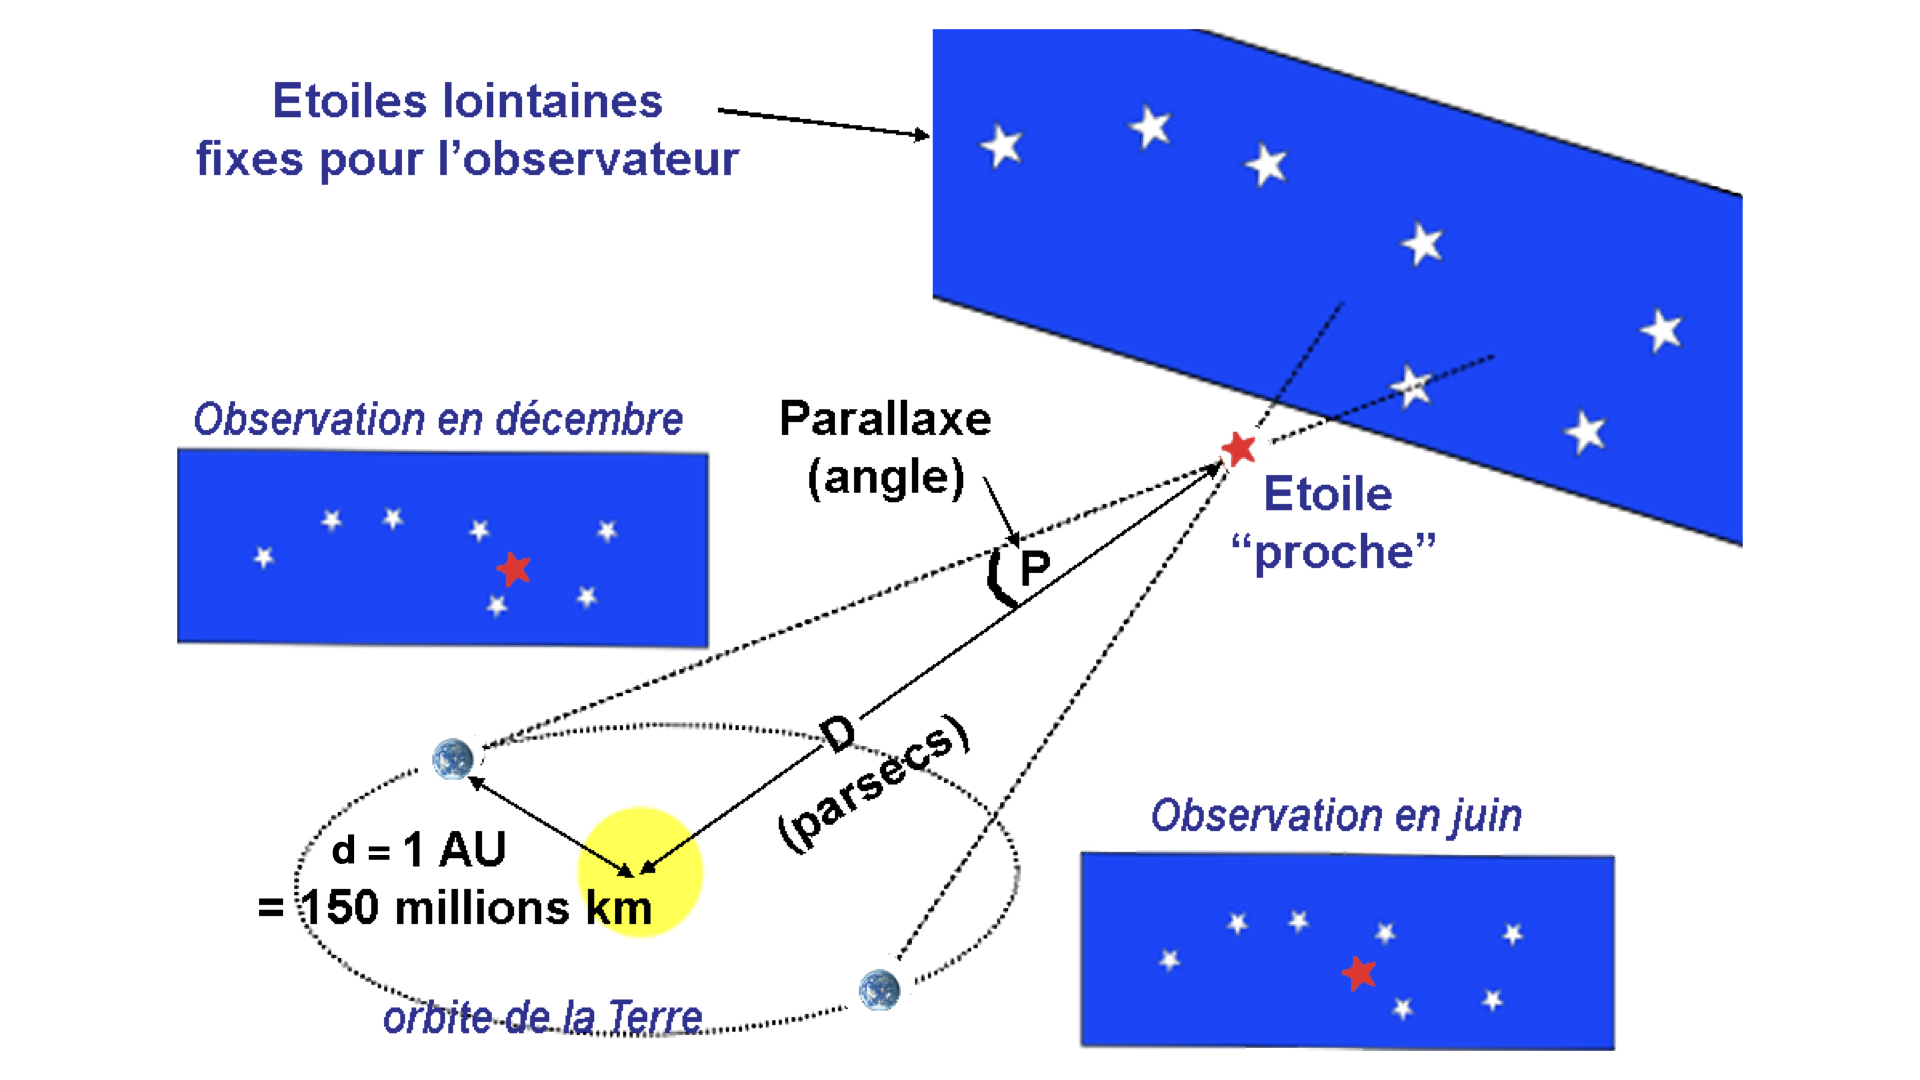 Etoiles lointaines
fixes pour l’observateur
Observation en décembre
Parallaxe
(angle)
P
Etoile
“proche”
D
(parsecs)
d = 1 AU
= 150 millions km
orbite de la Terre
Observation en juin